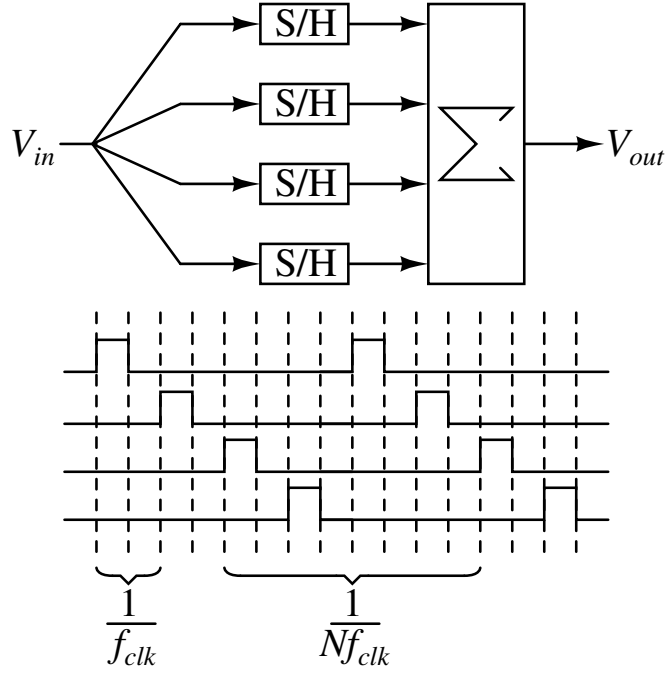 S/H
S/H
V_in
Σ
V_out
S/H
S/H
1/f_clk
1/Nf_clk